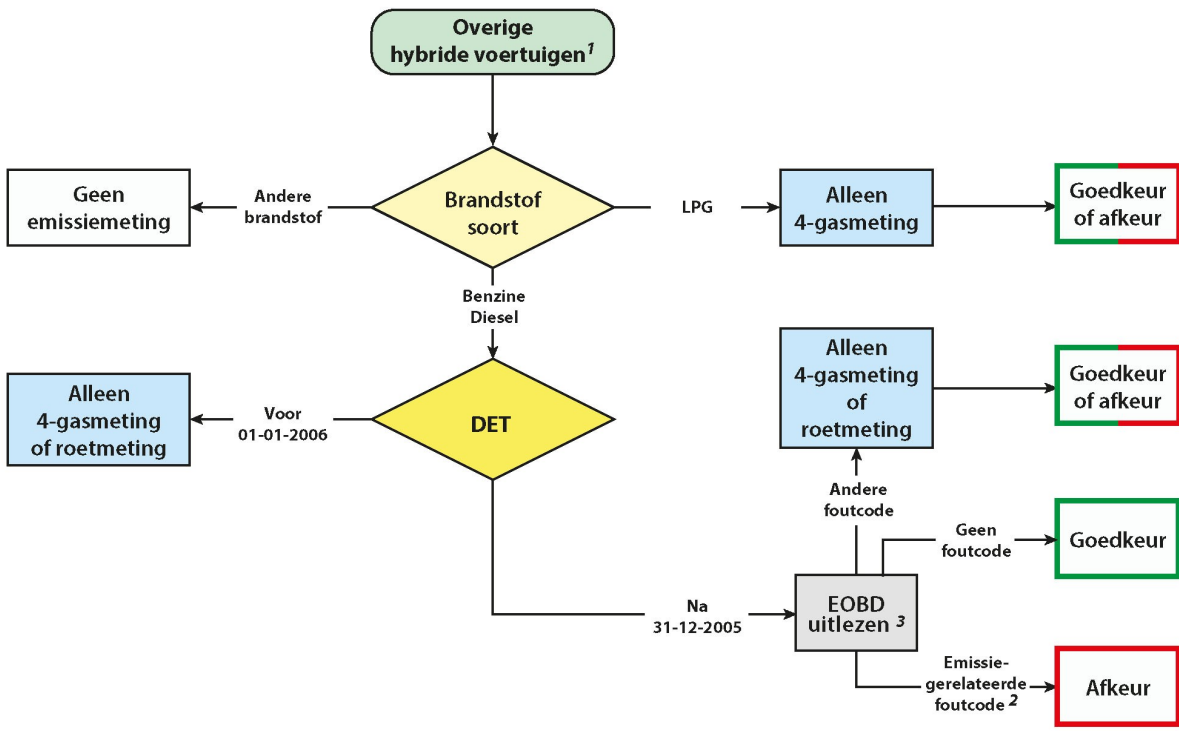 Overige
hybride voertuigen1
Geen
emissiemeting
Andere
brandstof
Brandstof
soort
LPG
Alleen
4-gasmeting
Goedkeur
of afkeur
Benzine
Diesel
Alleen
4-gasmeting
of roetmeting
Voor
01-01-2006
DET
Alleen
4-gasmeting
of
roetmeting
Goedkeur
of afkeur
Andere
foutcode
Geen
foutcode
Goedkeur
Na
31-12-2005
EOBD
uitlezen 3
Emissie-
gerelateerde
foutcode 2
Afkeur